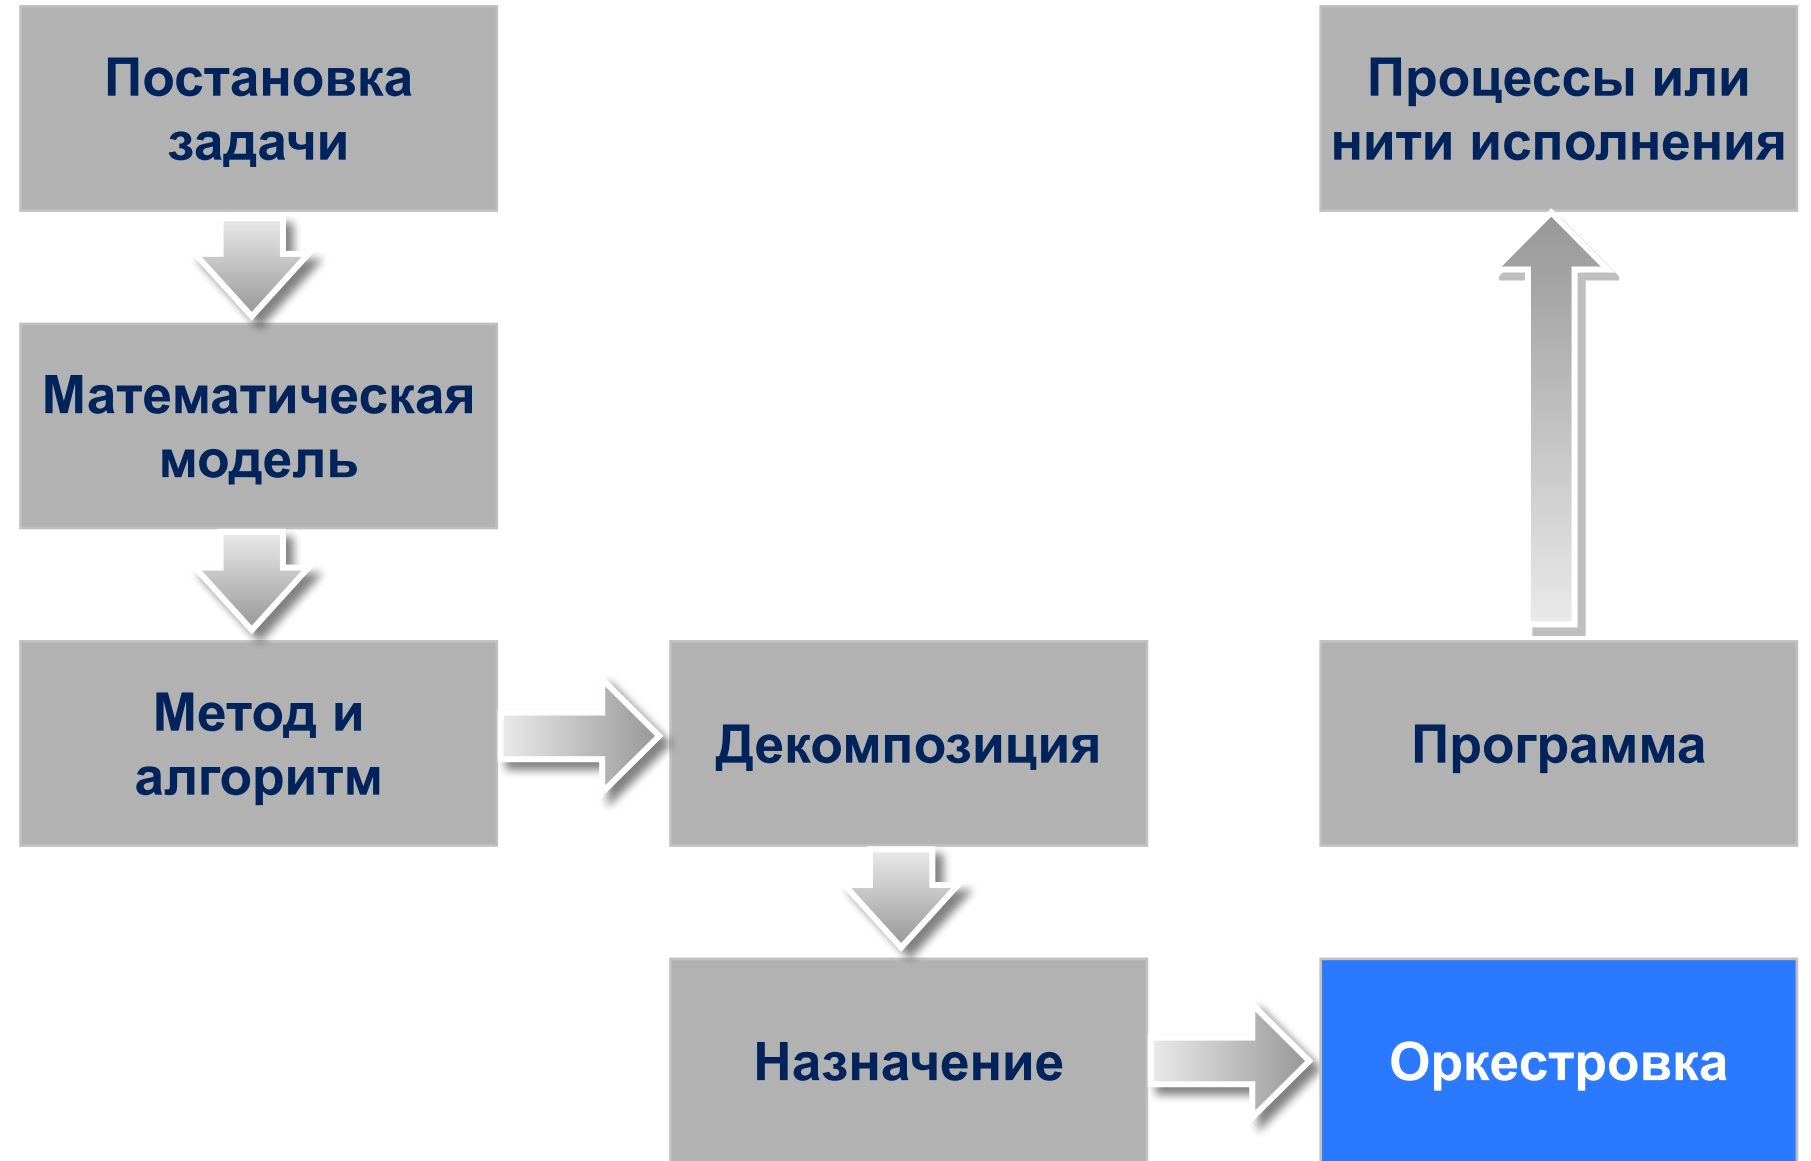 Постановка
задачи
Процессы или
нити исполнения
Математическая
модель
Метод и
алгоритм
Декомпозиция
Программа
Назначение
Оркестровка